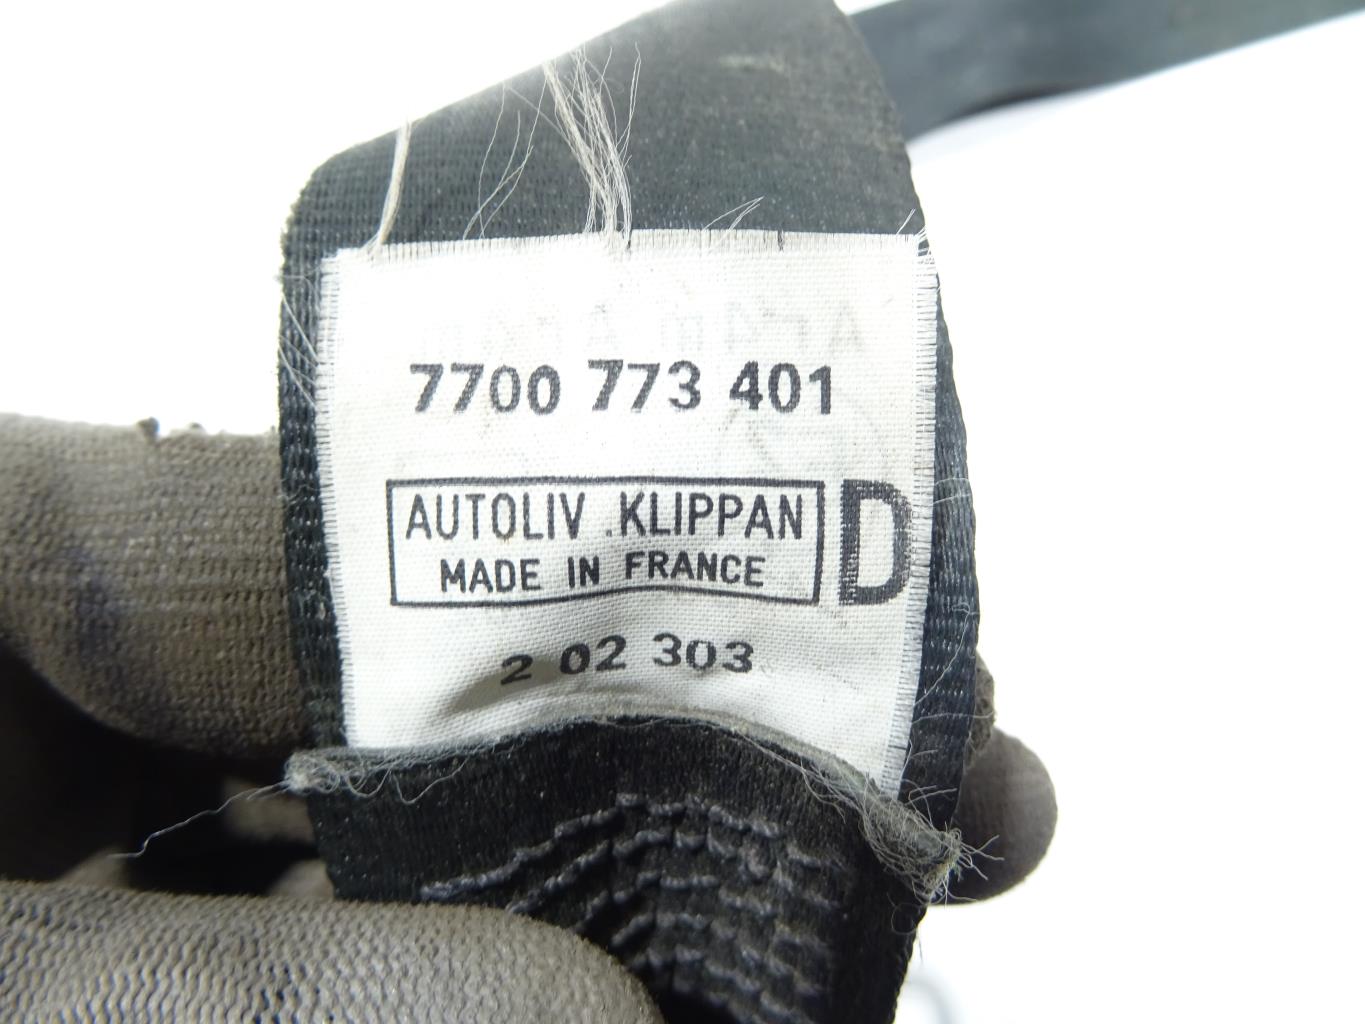 7700 773 401
AUTOLIV .KLIPPAN
MADE IN FRANCE
D
2 02 303